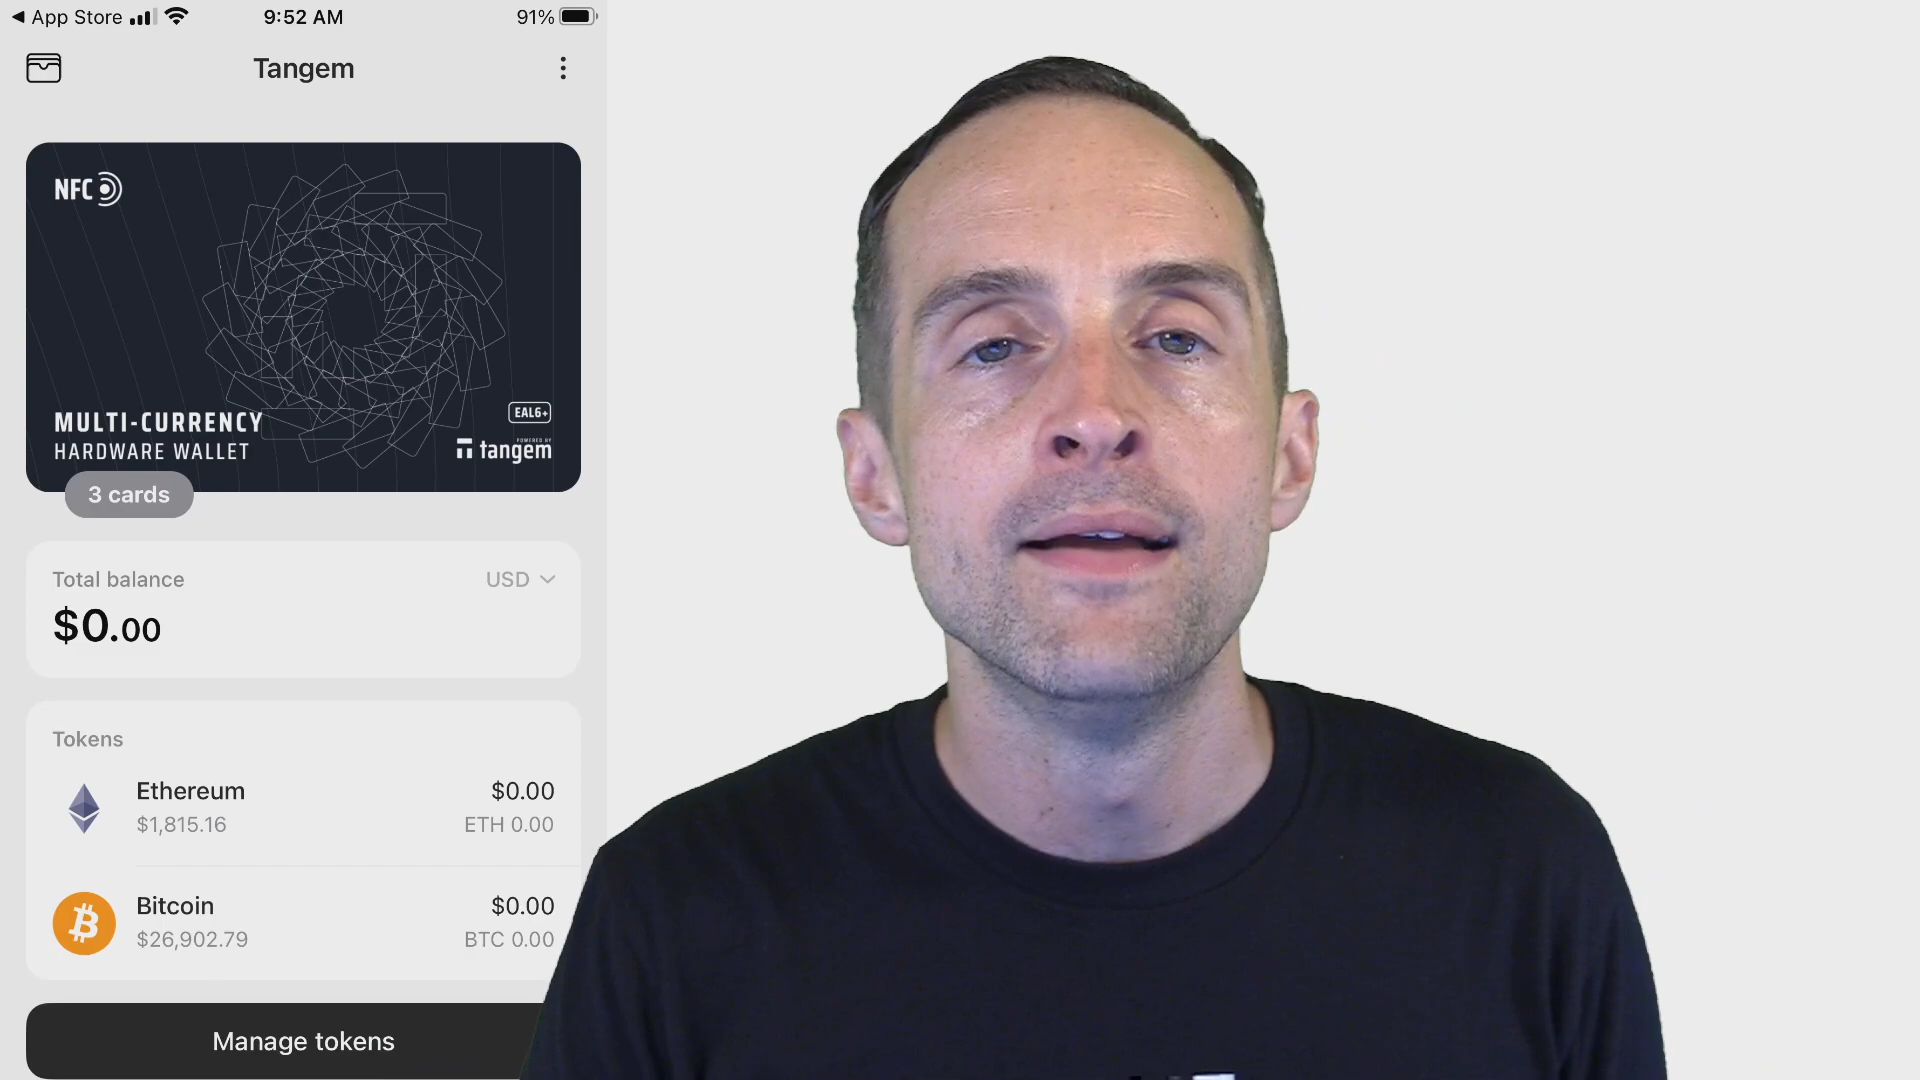 App Store
9:52 AM
91%
Tangem
NFC
MULTI-CURRENCY
HARDWARE WALLET
EAL6+
POWERED BY
tangem
3 cards
Total balance
USD
$0.00
Tokens
Ethereum
$0.00
$1,815.16
ETH 0.00
Bitcoin
$0.00
$26,902.79
BTC 0.00
Manage tokens